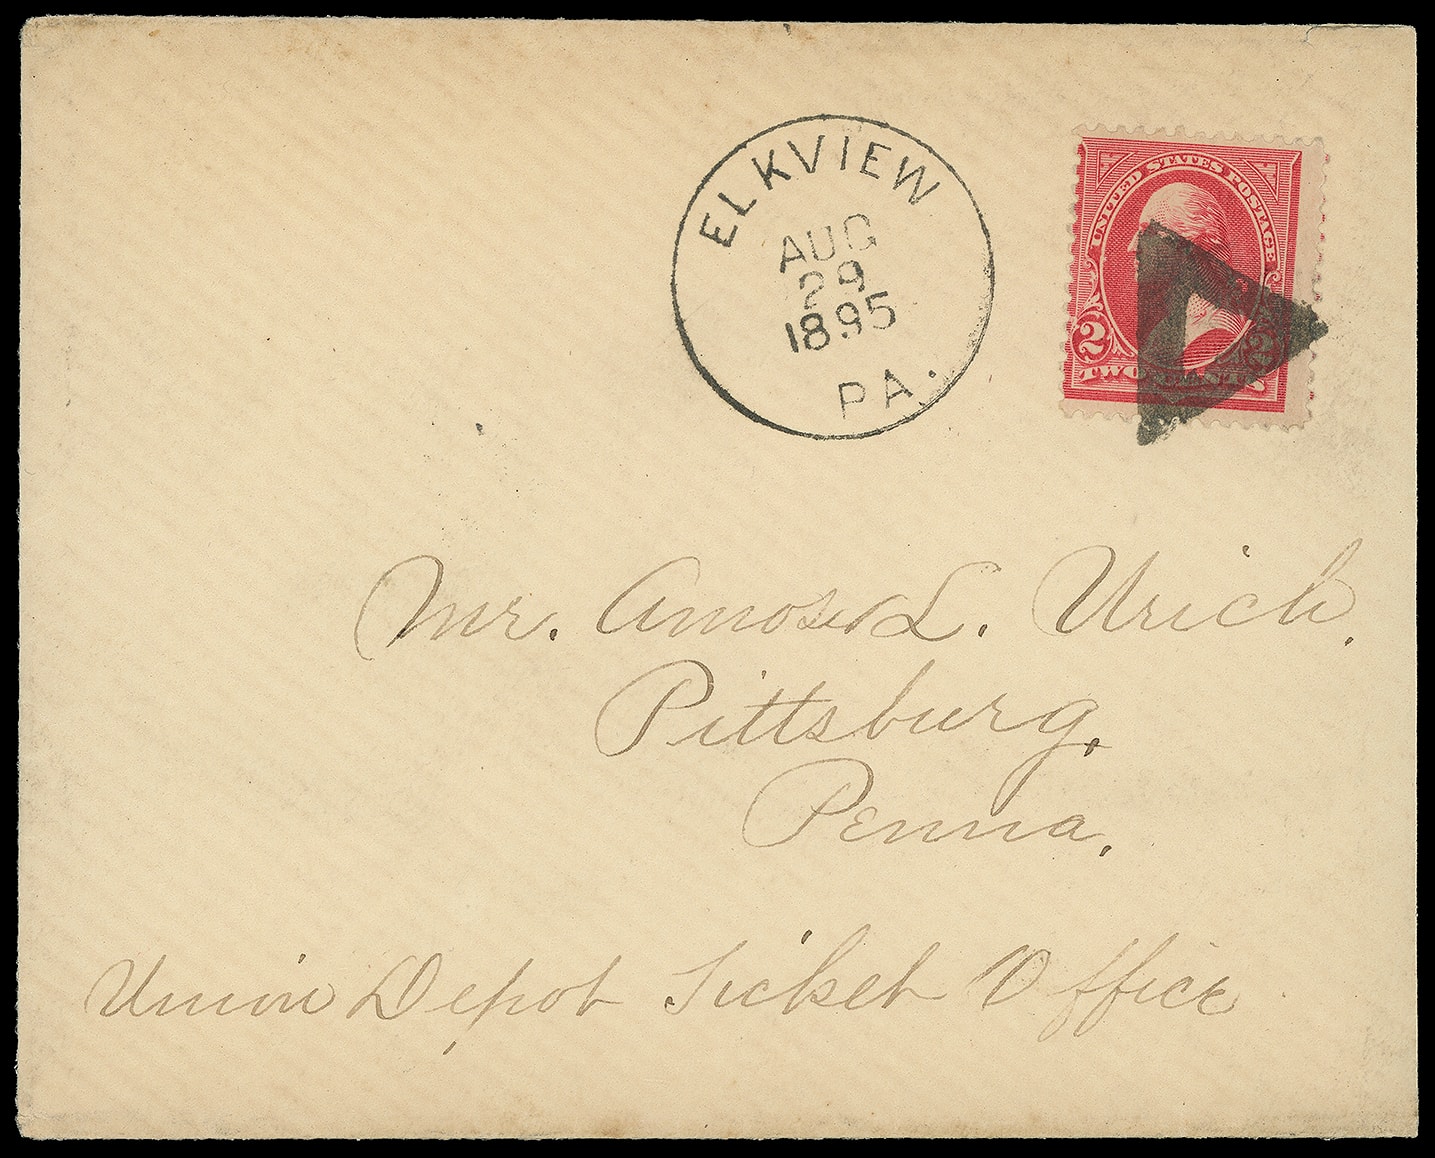 ELKVIEW
AUG
29
1895
PA.
UNITED STATES POSTAGE
2 2
TWO CENTS
Mr. Amos L. Urich.
Pittsburg,
Penna.
Union Depot Ticket Office